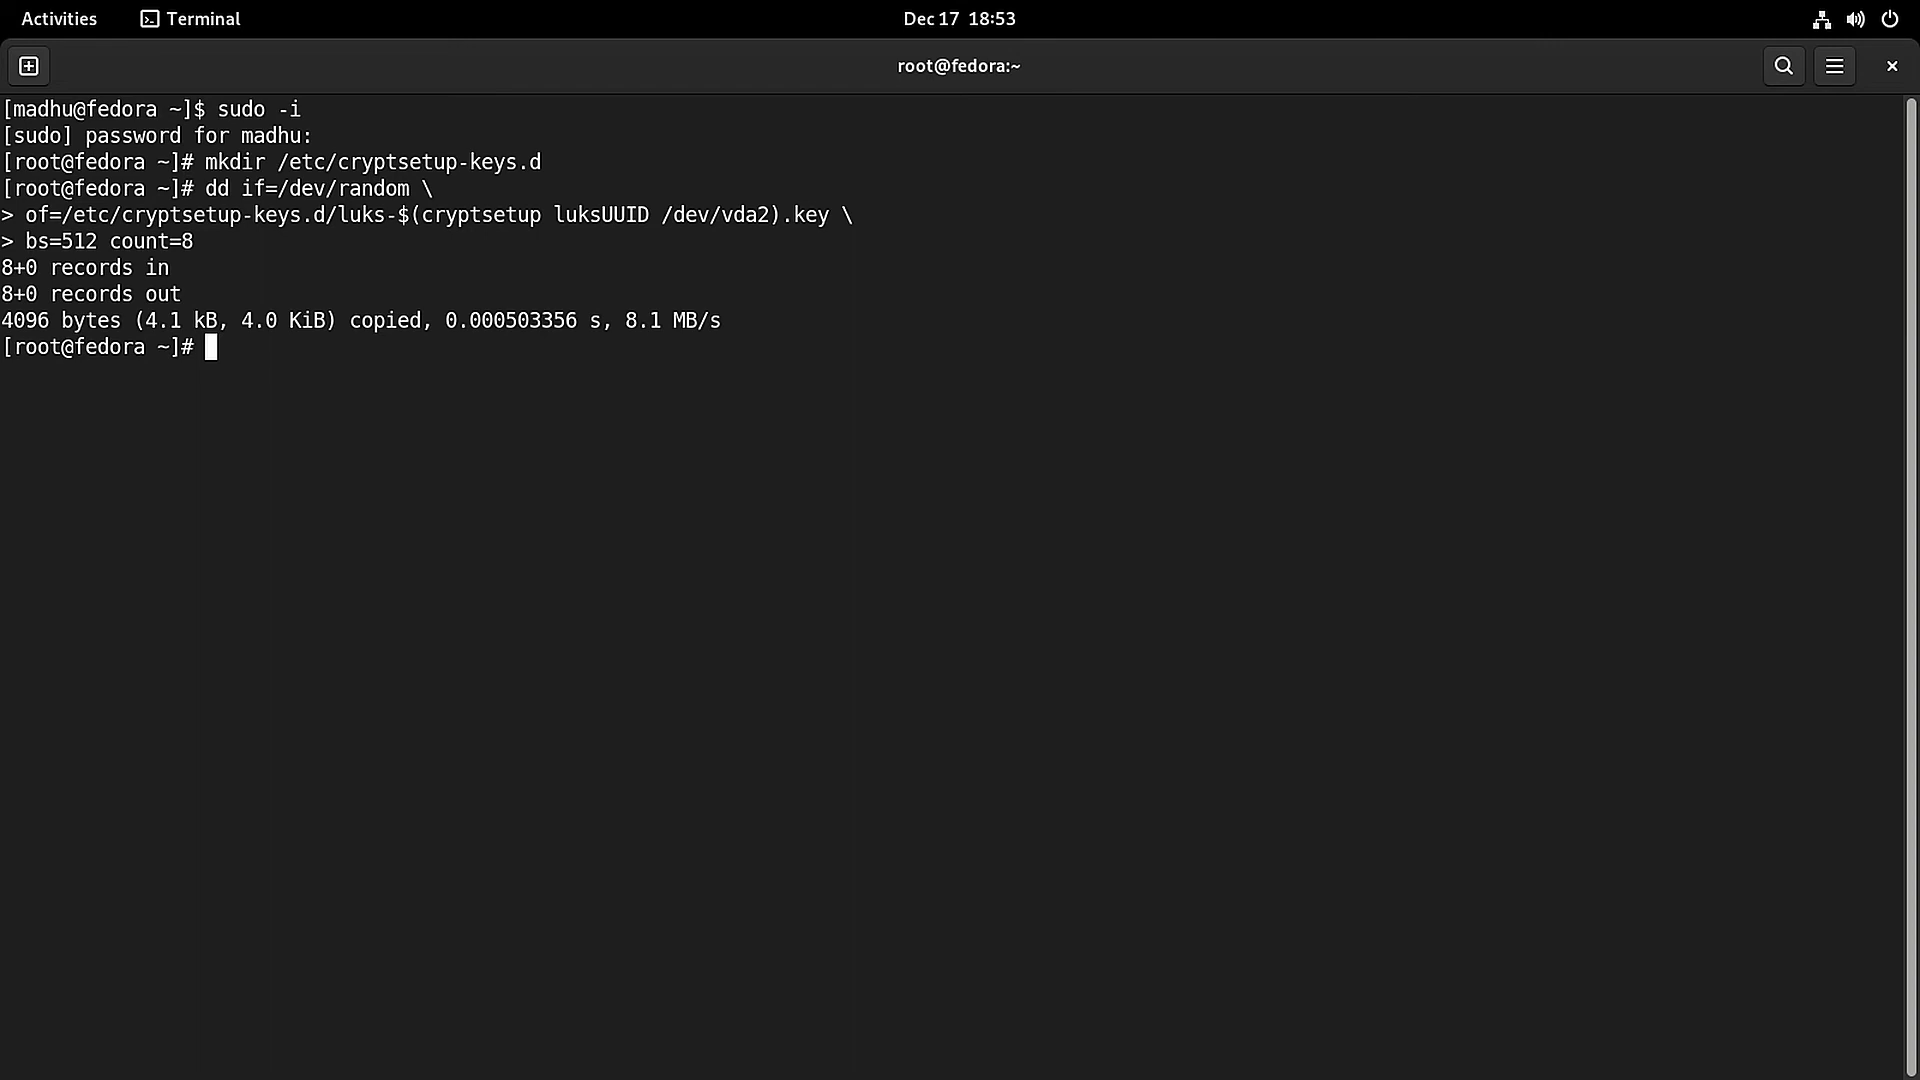 Activities Terminal Dec 17 18:53
root@fedora:~
[madhu@fedora ~]$ sudo -i
[sudo] password for madhu:
[root@fedora ~]# mkdir /etc/cryptsetup-keys.d
[root@fedora ~]# dd if=/dev/random \
> of=/etc/cryptsetup-keys.d/luks-$(cryptsetup luksUUID /dev/vda2).key \
> bs=512 count=8
8+0 records in
8+0 records out
4096 bytes (4.1 kB, 4.0 KiB) copied, 0.000503356 s, 8.1 MB/s
[root@fedora ~]#